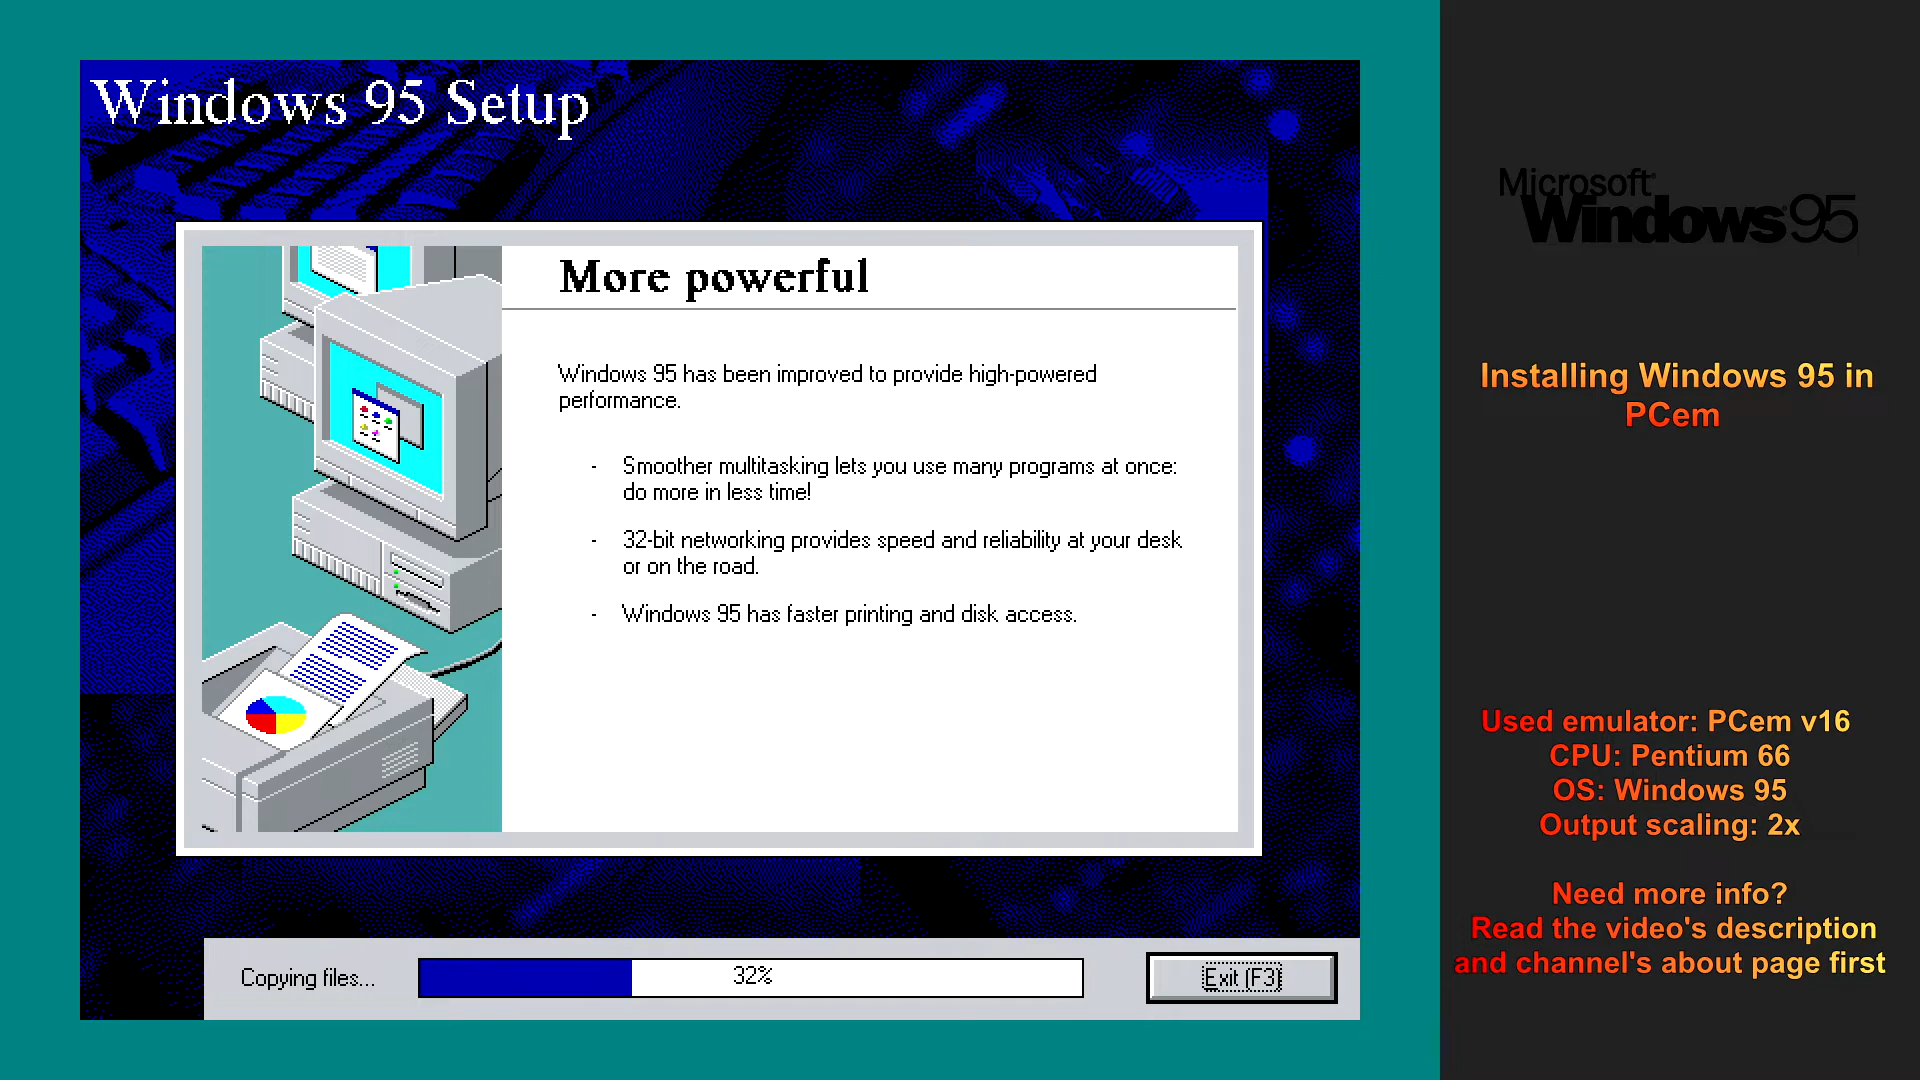 Windows 95 Setup
More powerful
Windows 95 has been improved to provide high-powered
performance.
- Smoother multitasking lets you use many programs at once:
do more in less time!
- 32-bit networking provides speed and reliability at your desk
or on the road.
- Windows 95 has faster printing and disk access.
Copying files...
32%
Exit (F3)
Microsoft®
Windows®95
Installing Windows 95 in
PCem
Used emulator: PCem v16
CPU: Pentium 66
OS: Windows 95
Output scaling: 2x
Need more info?
Read the video's description
and channel's about page first